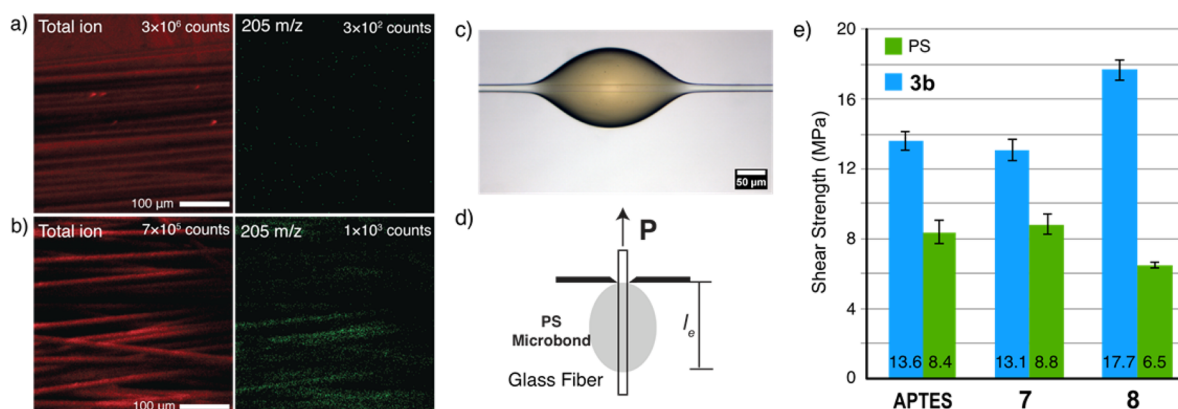 a)
Total ion
3×10⁶ counts
100 µm
205 m/z
3×10² counts
b)
Total ion
7×10⁵ counts
100 µm
205 m/z
1×10³ counts
c)
50 µm
d)
P
PS
Microbond
lₑ
Glass Fiber
e)
20
16
12
8
4
0
Shear Strength (MPa)
PS
3b
13.6
8.4
13.1
8.8
17.7
6.5
APTES
7
8